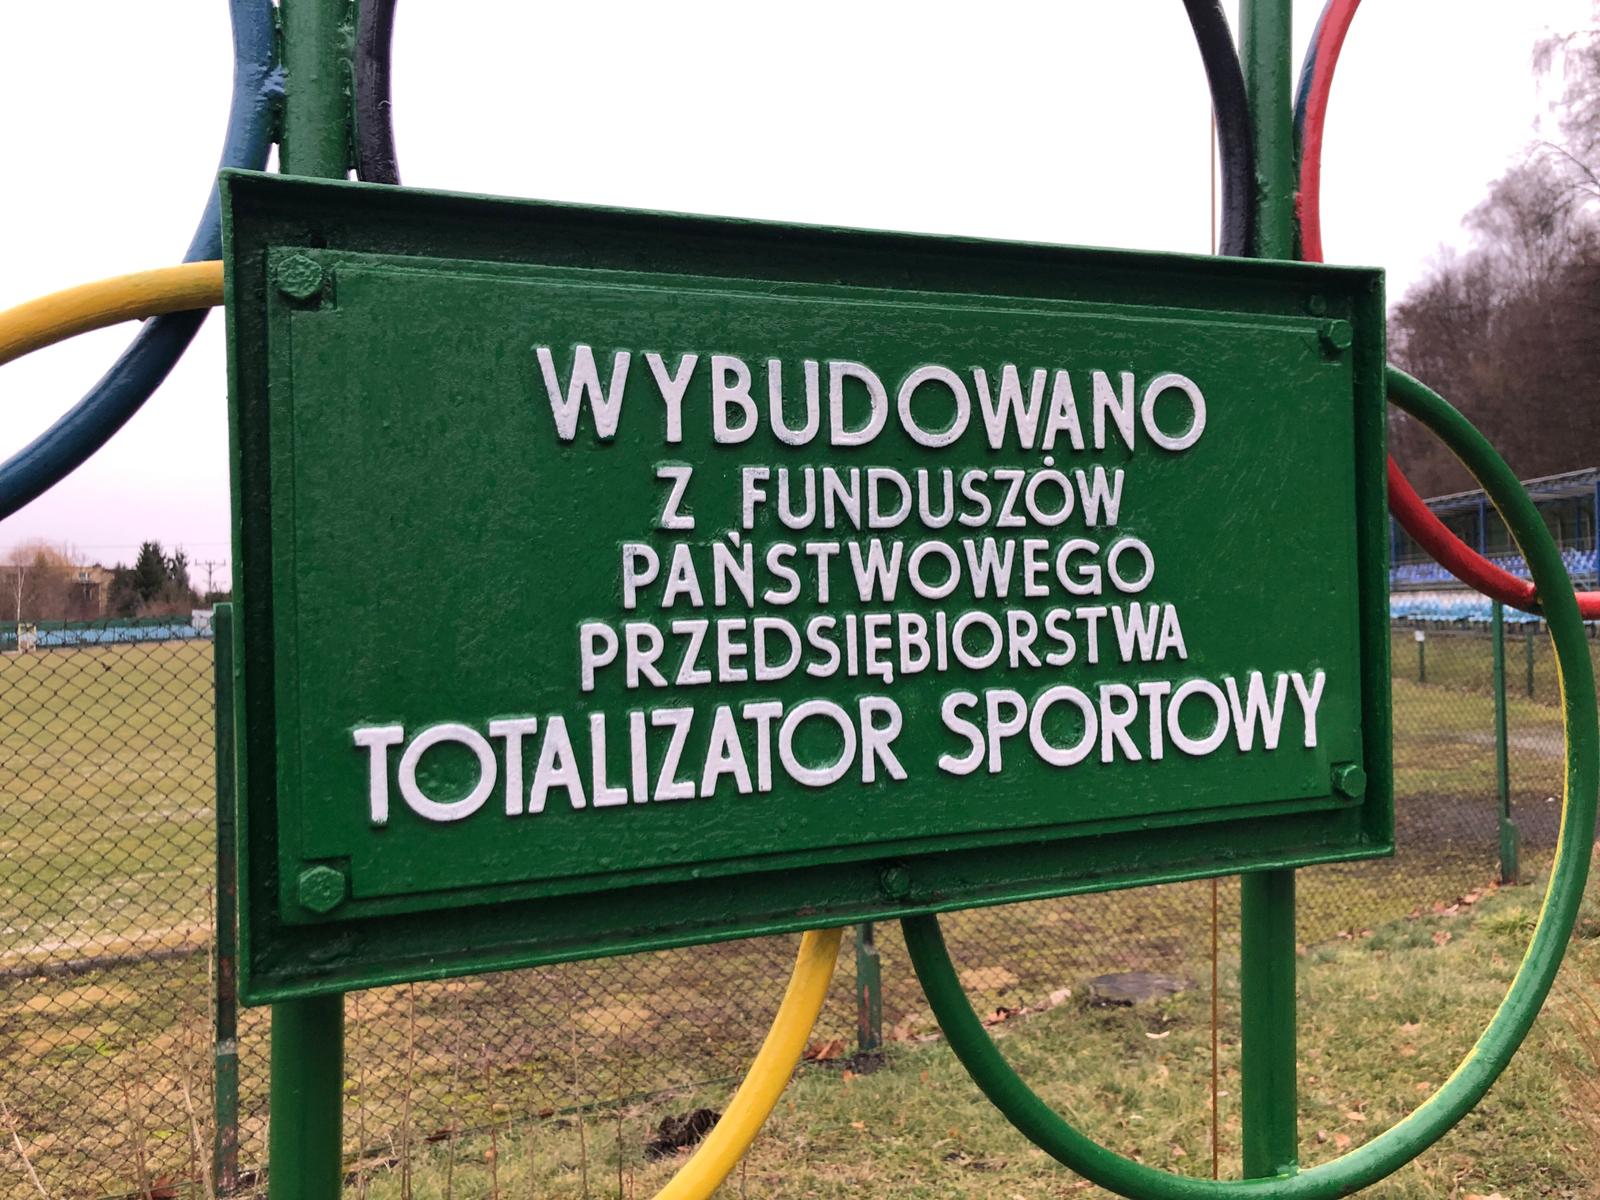 WYBUDOWANO
Z FUNDUSZÓW
PAŃSTWOWEGO
PRZEDSIĘBIORSTWA
TOTALIZATOR SPORTOWY